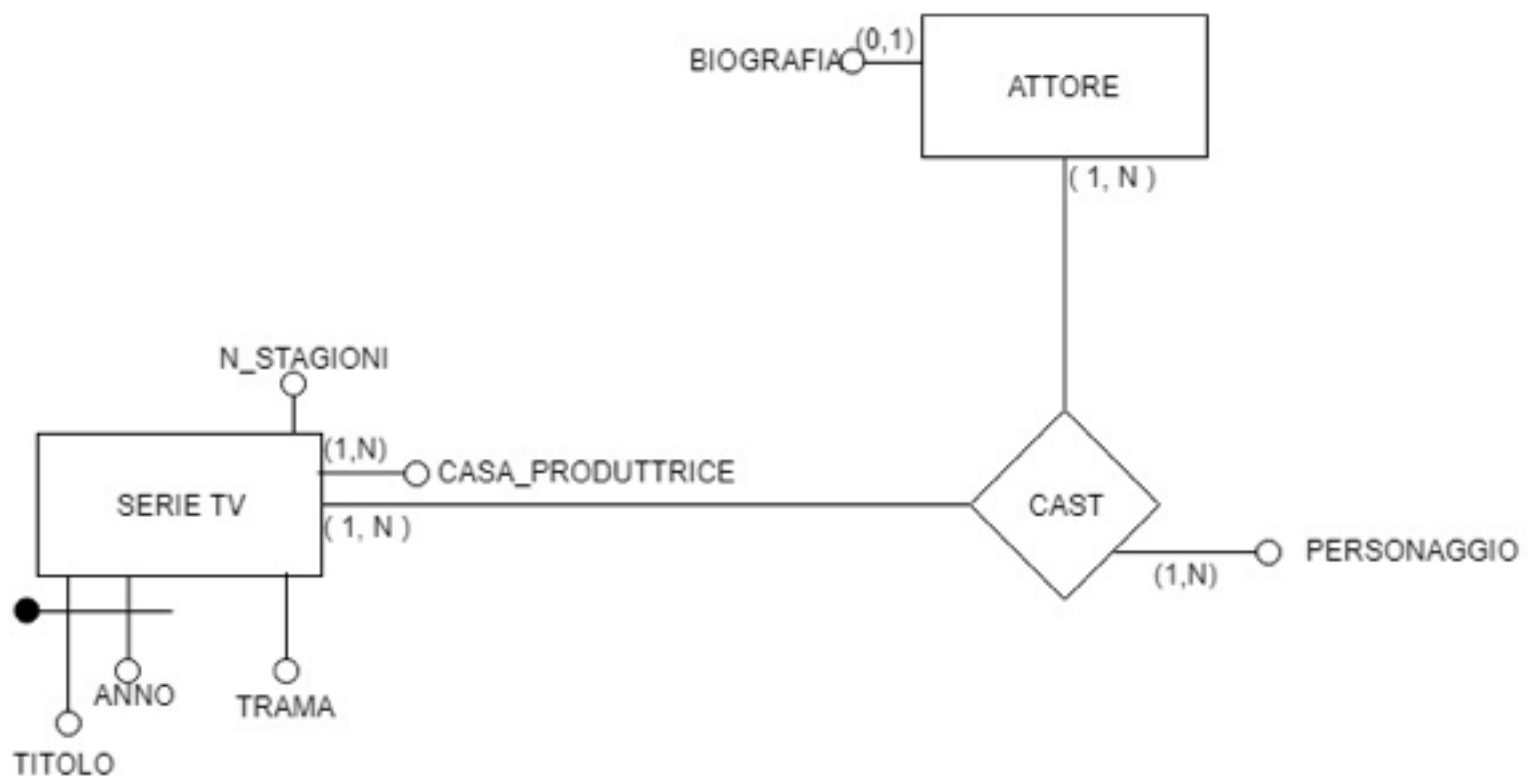 (0,1)
BIOGRAFIA
ATTORE
( 1, N )
N_STAGIONI
(1,N)
CASA_PRODUTTRICE
SERIE TV
( 1, N )
CAST
PERSONAGGIO
(1,N)
ANNO
TRAMA
TITOLO